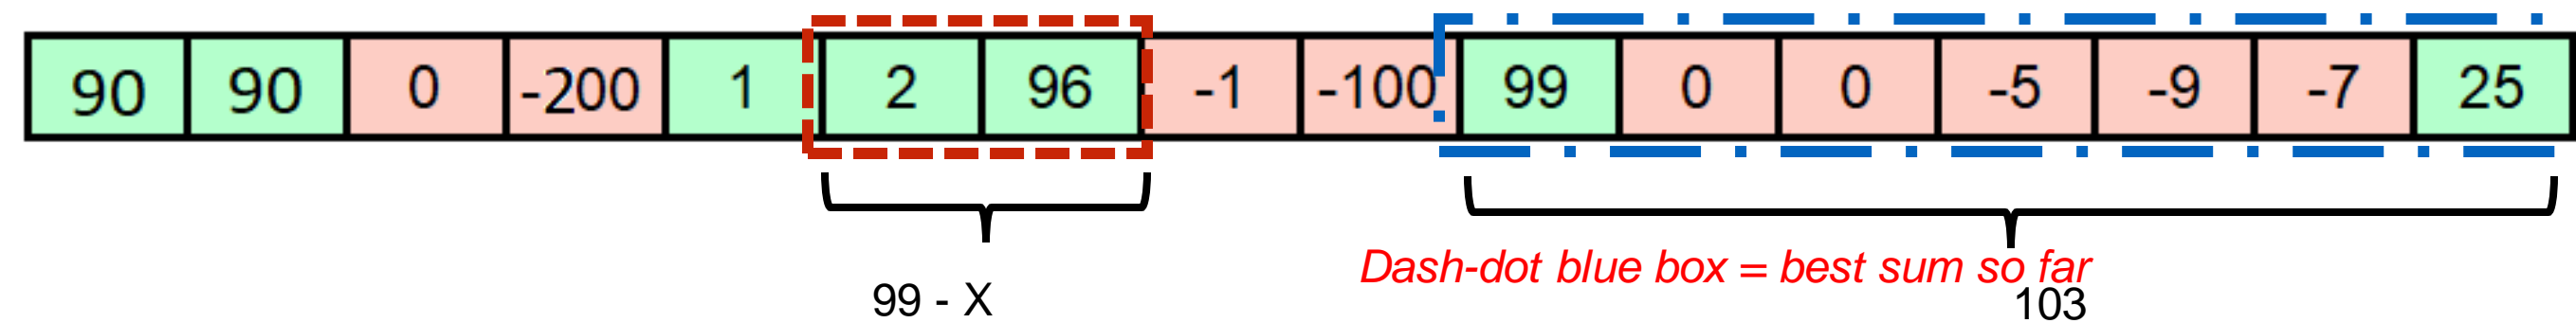 90 90 0 -200 1 2 96 -1 -100 99 0 0 -5 -9 -7 25
Dash-dot blue box = best sum so far
99 - X
103